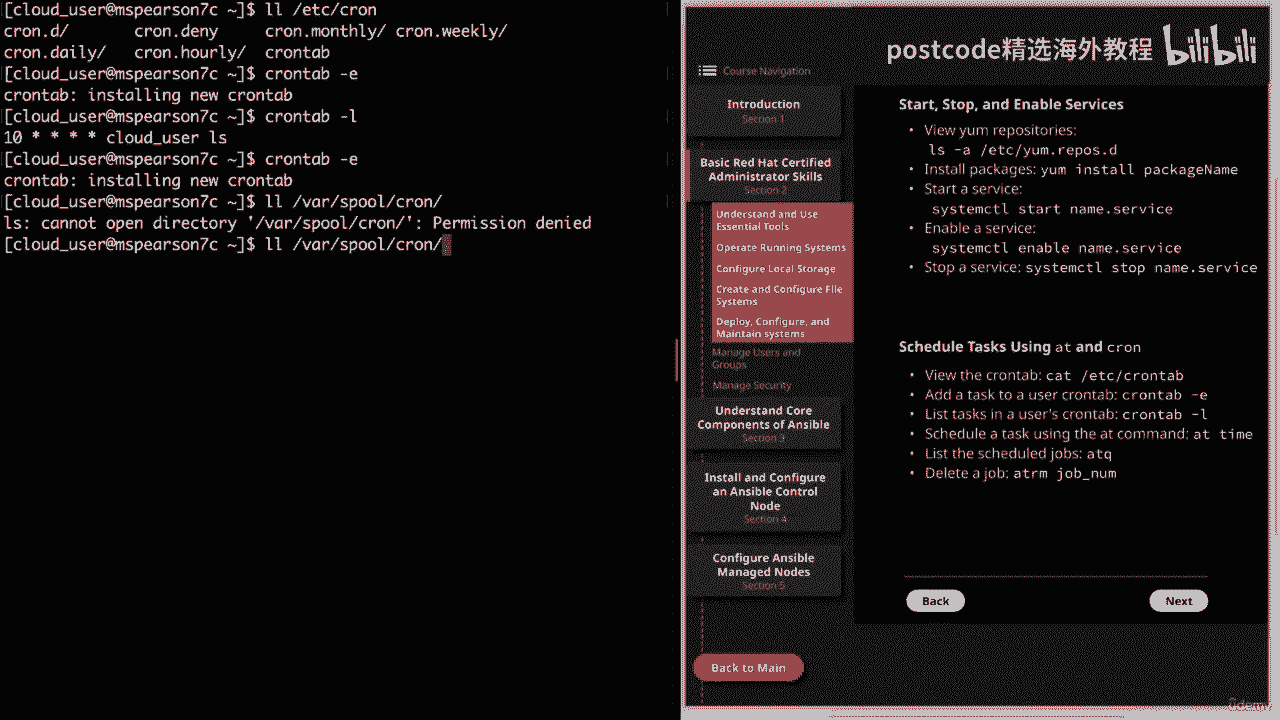 [cloud_user@mspearson7c ~]$ ll /etc/cron
cron.d/ cron.deny cron.monthly/ cron.weekly/
cron.daily/ cron.hourly/ crontab
[cloud_user@mspearson7c ~]$ crontab -e
crontab: installing new crontab
[cloud_user@mspearson7c ~]$ crontab -l
10 * * * * cloud_user ls
[cloud_user@mspearson7c ~]$ crontab -e
crontab: installing new crontab
[cloud_user@mspearson7c ~]$ ll /var/spool/cron/
ls: cannot open directory '/var/spool/cron/': Permission denied
[cloud_user@mspearson7c ~]$ ll /var/spool/cron/
postcode精选海外教程 bilibili
Course Navigation
Introduction
Section 1
Basic Red Hat Certified
Administrator Skills
Section 2
Understand and Use
Essential Tools
Operate Running Systems
Configure Local Storage
Create and Configure File
Systems
Deploy, Configure, and
Maintain systems
Manage Users and
Groups
Manage Security
Understand Core
Components of Ansible
Section 3
Install and Configure
an Ansible Control
Node
Section 4
Configure Ansible
Managed Nodes
Section 5
Back to Main
Start, Stop, and Enable Services
• View yum repositories:
ls -a /etc/yum.repos.d
• Install packages: yum install packageName
• Start a service:
systemctl start name.service
• Enable a service:
systemctl enable name.service
• Stop a service: systemctl stop name.service
Schedule Tasks Using at and cron
• View the crontab: cat /etc/crontab
• Add a task to a user crontab: crontab -e
• List tasks in a user's crontab: crontab -l
• Schedule a task using the at command: at time
• List the scheduled jobs: atq
• Delete a job: atrm job_num
Back
Next
ûdemy